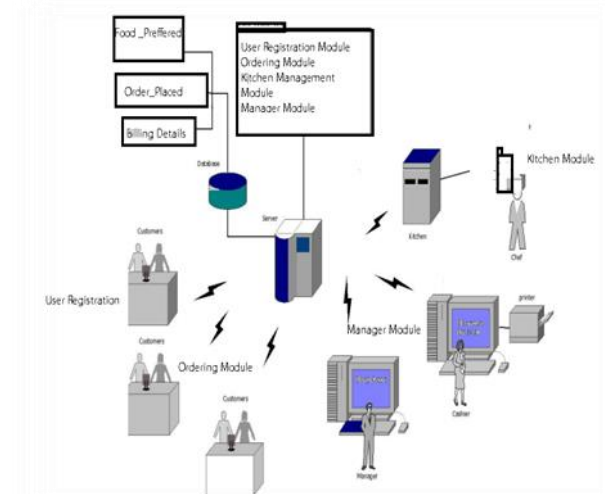 Food _Preffered
Order_Placed
Billing Details
User Registration Module
Ordering Module
Kitchen Management
Module
Manager Module
Database
Server
Kitchen
Kitchen Module
Chef
Customers
User Registration
Customers
Ordering Module
Customers
Manager Module
printer
Cashier
Manager